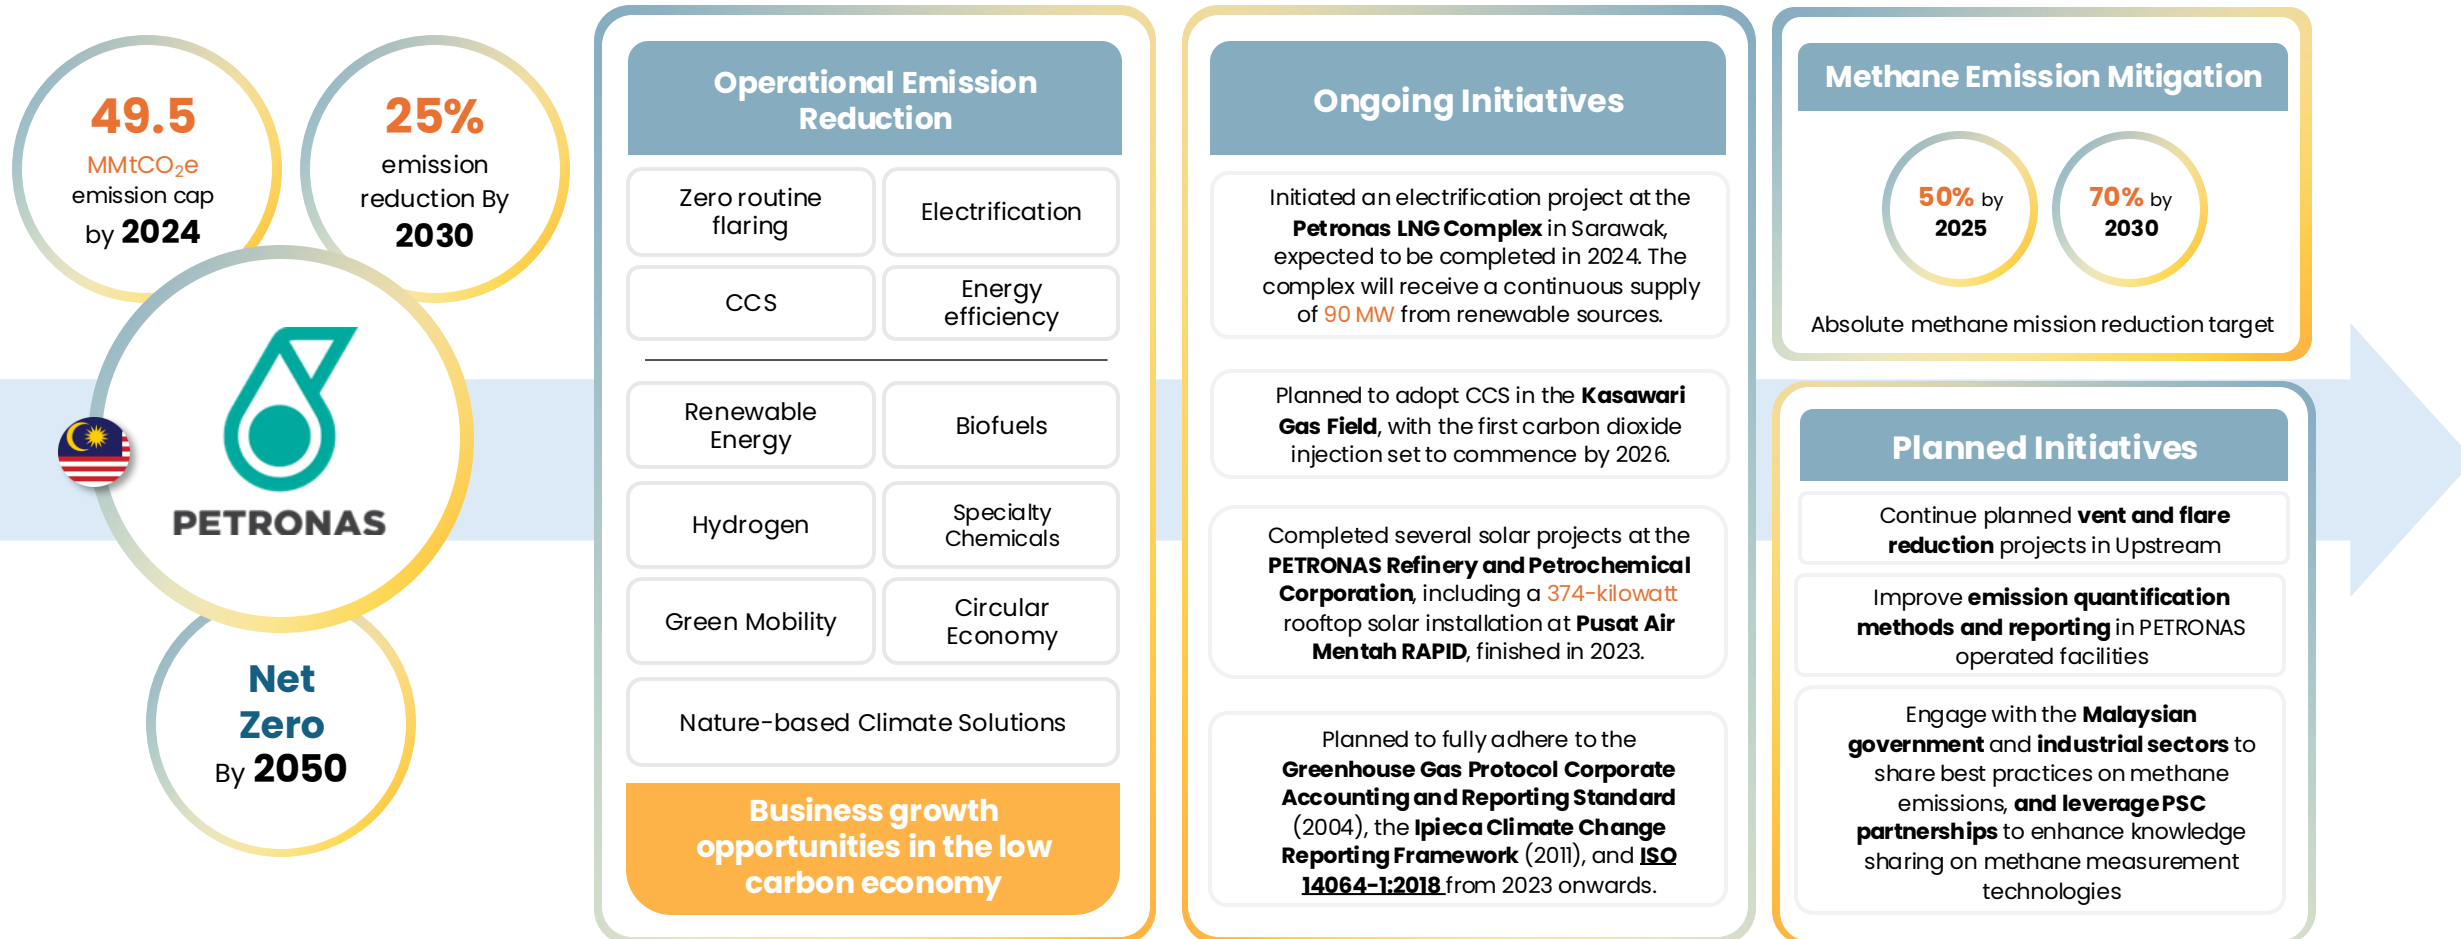 49.5
MMtCO₂e
emission cap
by 2024
25%
emission
reduction By
2030
PETRONAS
Net
Zero
By 2050
Operational Emission
Reduction
Zero routine
flaring
Electrification
CCS
Energy
efficiency
Renewable
Energy
Biofuels
Hydrogen
Specialty
Chemicals
Green Mobility
Circular
Economy
Nature-based Climate Solutions
Business growth
opportunities in the low
carbon economy
Ongoing Initiatives
Initiated an electrification project at the
Petronas LNG Complex in Sarawak,
expected to be completed in 2024. The
complex will receive a continuous supply
of 90 MW from renewable sources.
Planned to adopt CCS in the Kasawari
Gas Field, with the first carbon dioxide
injection set to commence by 2026.
Completed several solar projects at the
PETRONAS Refinery and Petrochemical
Corporation, including a 374-kilowatt
rooftop solar installation at Pusat Air
Mentah RAPID, finished in 2023.
Planned to fully adhere to the
Greenhouse Gas Protocol Corporate
Accounting and Reporting Standard
(2004), the Ipieca Climate Change
Reporting Framework (2011), and ISO
14064-1:2018 from 2023 onwards.
Methane Emission Mitigation
50% by
2025
70% by
2030
Absolute methane mission reduction target
Planned Initiatives
Continue planned vent and flare
reduction projects in Upstream
Improve emission quantification
methods and reporting in PETRONAS
operated facilities
Engage with the Malaysian
government and industrial sectors to
share best practices on methane
emissions, and leverage PSC
partnerships to enhance knowledge
sharing on methane measurement
technologies